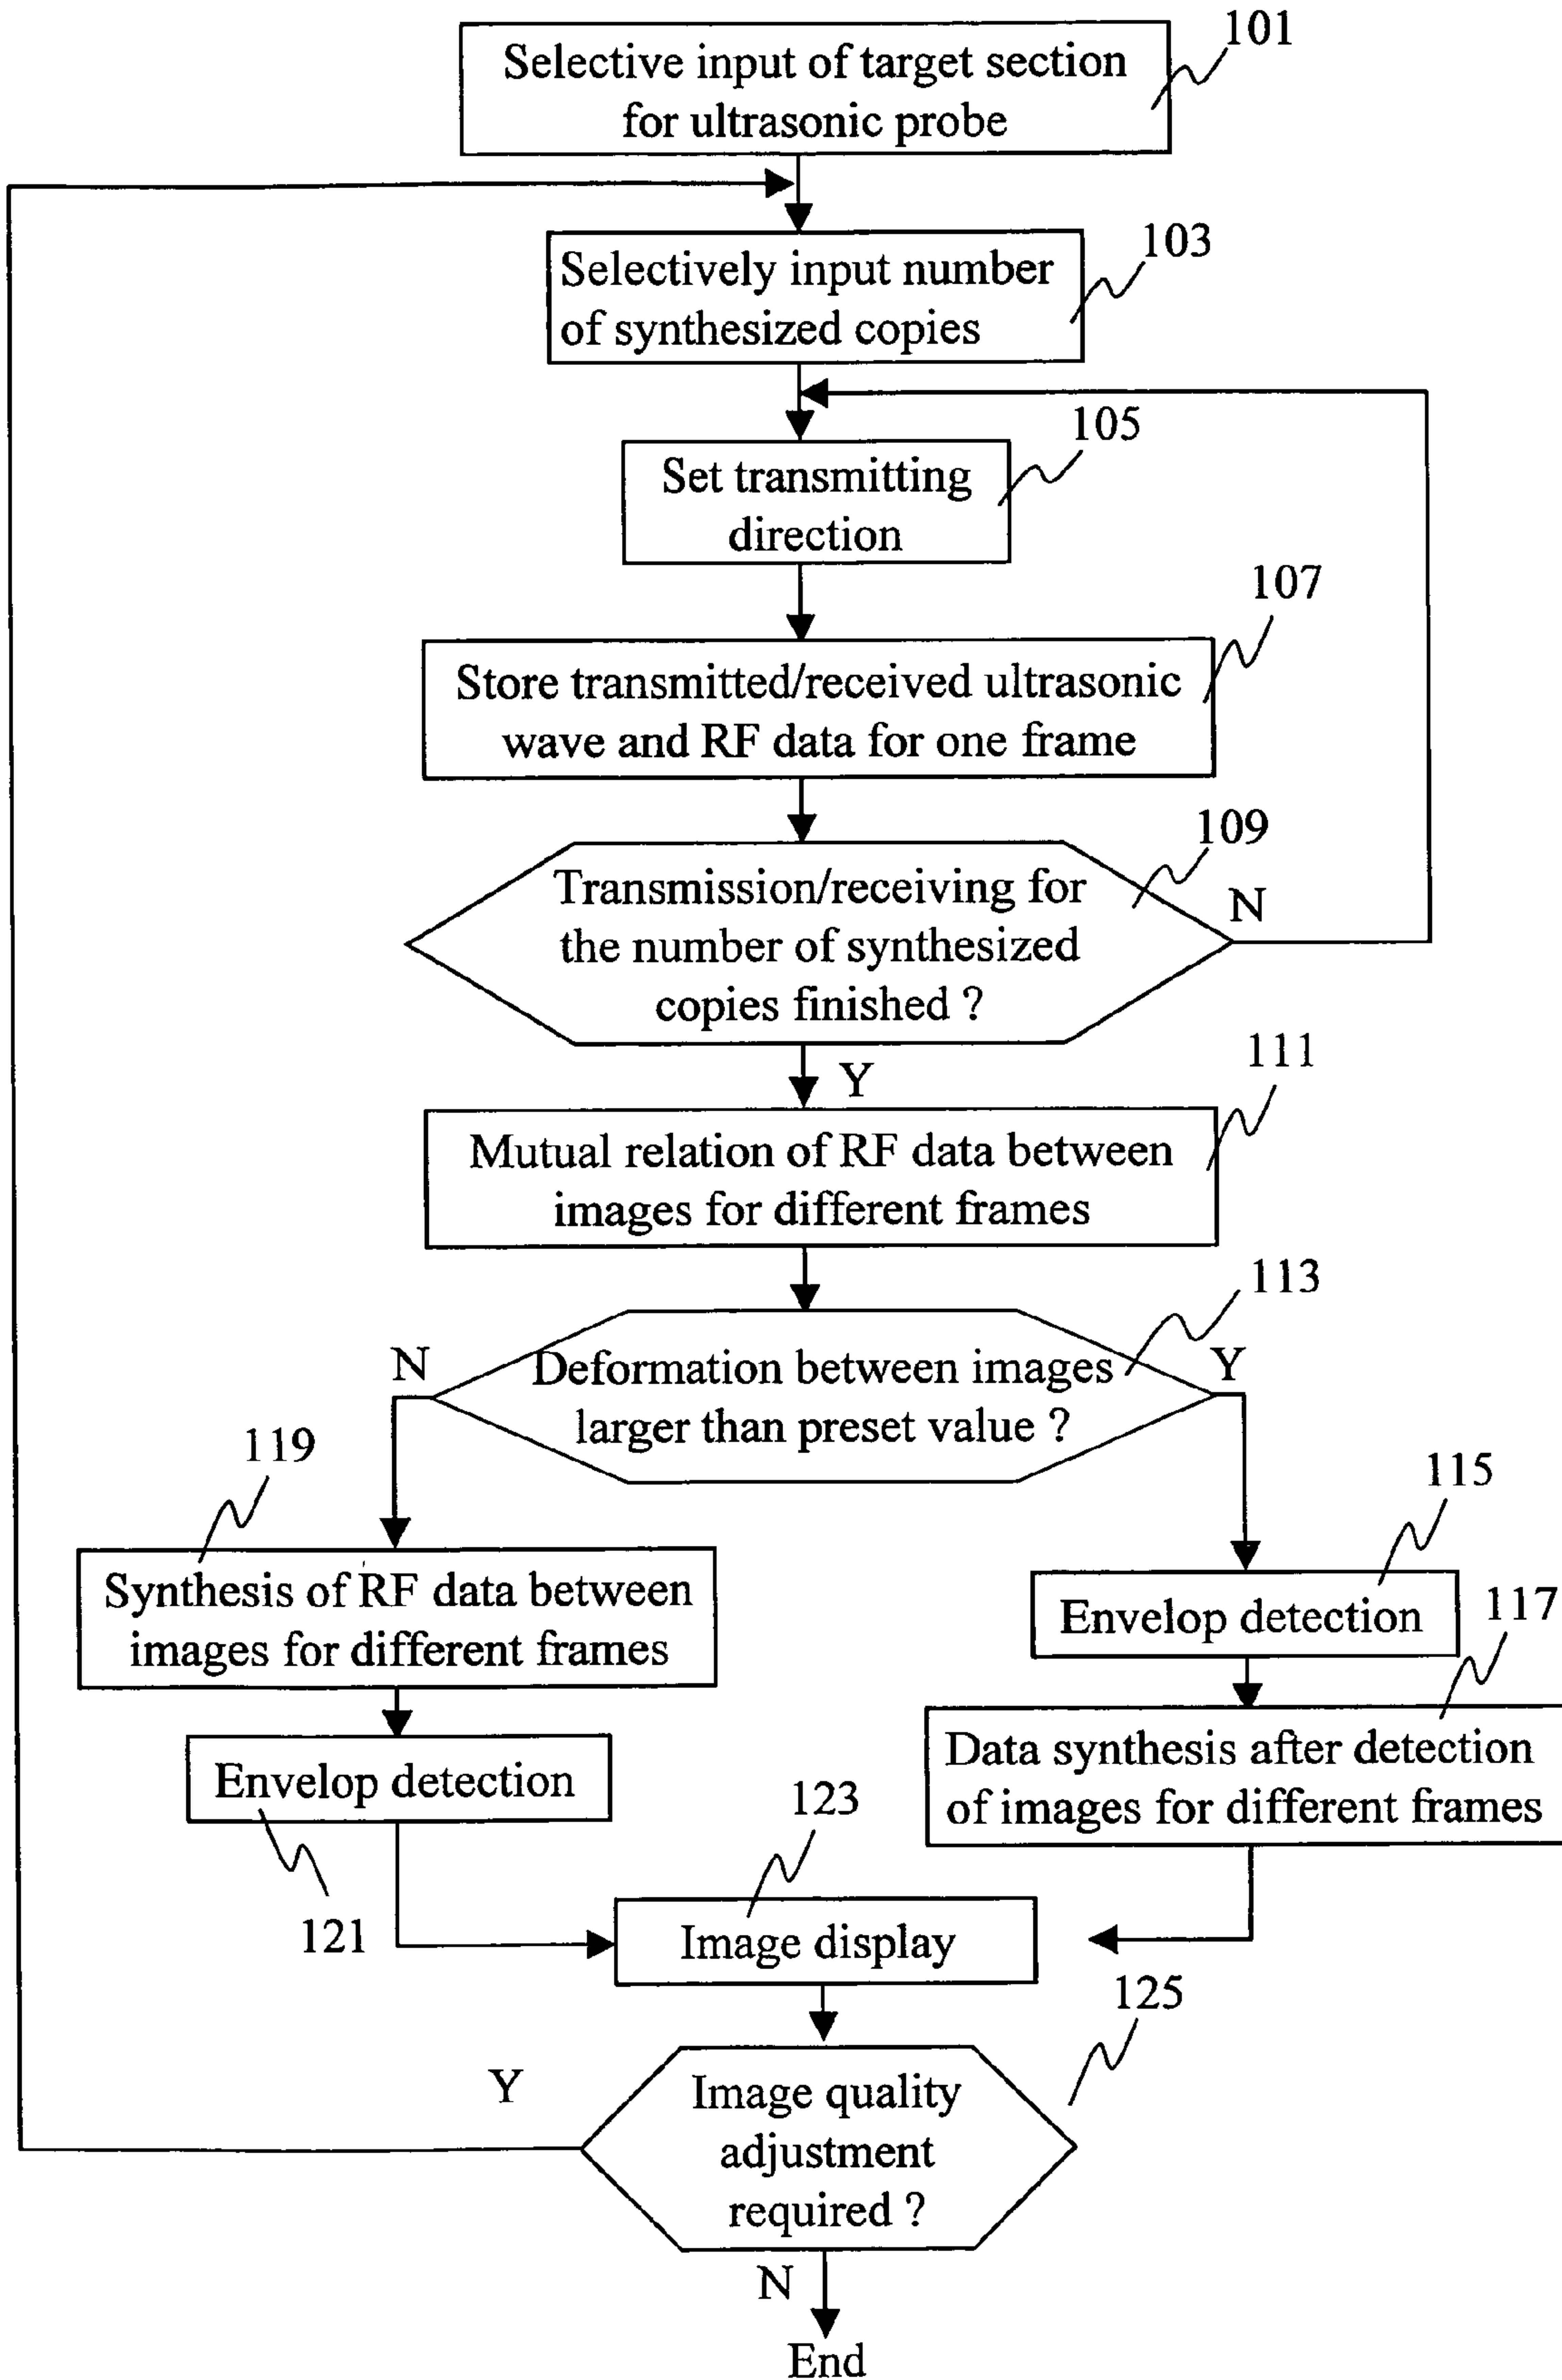 101
Selective input of target section
for ultrasonic probe
103
Selectively input number
of synthesized copies
105
Set transmitting
direction
107
Store transmitted/received ultrasonic
wave and RF data for one frame
109
Transmission/receiving for
the number of synthesized
copies finished ?
N
Y
111
Mutual relation of RF data between
images for different frames
113
N
Deformation between images
larger than preset value ?
Y
119
Synthesis of RF data between
images for different frames
115
Envelop detection
117
Data synthesis after detection
of images for different frames
Envelop detection
121
123
Image display
125
Y
Image quality
adjustment
required ?
N
End